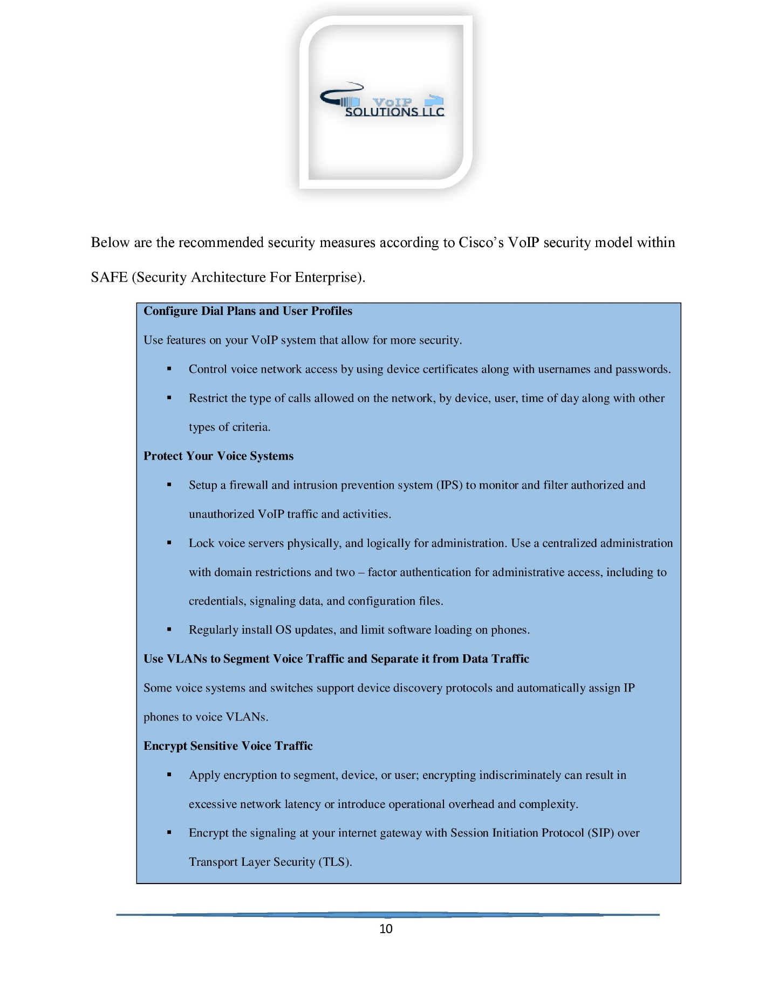 VoIP
SOLUTIONS LLC
Below are the recommended security measures according to Cisco’s VoIP security model within
SAFE (Security Architecture For Enterprise).
Configure Dial Plans and User Profiles
Use features on your VoIP system that allow for more security.
▪ Control voice network access by using device certificates along with usernames and passwords.
▪ Restrict the type of calls allowed on the network, by device, user, time of day along with other
types of criteria.
Protect Your Voice Systems
▪ Setup a firewall and intrusion prevention system (IPS) to monitor and filter authorized and
unauthorized VoIP traffic and activities.
▪ Lock voice servers physically, and logically for administration. Use a centralized administration
with domain restrictions and two – factor authentication for administrative access, including to
credentials, signaling data, and configuration files.
▪ Regularly install OS updates, and limit software loading on phones.
Use VLANs to Segment Voice Traffic and Separate it from Data Traffic
Some voice systems and switches support device discovery protocols and automatically assign IP
phones to voice VLANs.
Encrypt Sensitive Voice Traffic
▪ Apply encryption to segment, device, or user; encrypting indiscriminately can result in
excessive network latency or introduce operational overhead and complexity.
▪ Encrypt the signaling at your internet gateway with Session Initiation Protocol (SIP) over
Transport Layer Security (TLS).
10